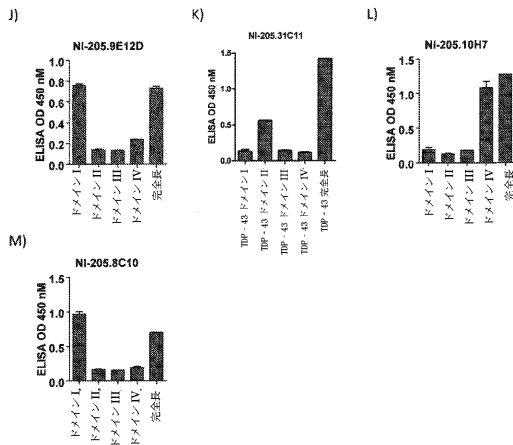 J)
NI-205.9E12D
ELISA OD 450 nM
1.0
0.8
0.6
0.4
0.2
0.0
ドメイン I
ドメイン II
ドメイン III
ドメイン IV
完全長
K)
NI-205.31C11
ELISA OD 450 nM
1.5
1.0
0.5
0.0
TDP-43 ドメイン I
TDP-43 ドメイン II
TDP-43 ドメイン III
TDP-43 ドメイン IV
TDP-43 完全長
L)
NI-205.10H7
ELISA OD 450 nM
1.5
1.0
0.5
0.0
ドメイン I
ドメイン II
ドメイン III
ドメイン IV
完全長
M)
NI-205.8C10
ELISA OD 450 nM
1.5
1.0
0.5
0.0
ドメイン I,
ドメイン II,
ドメイン III,
ドメイン IV,
完全長